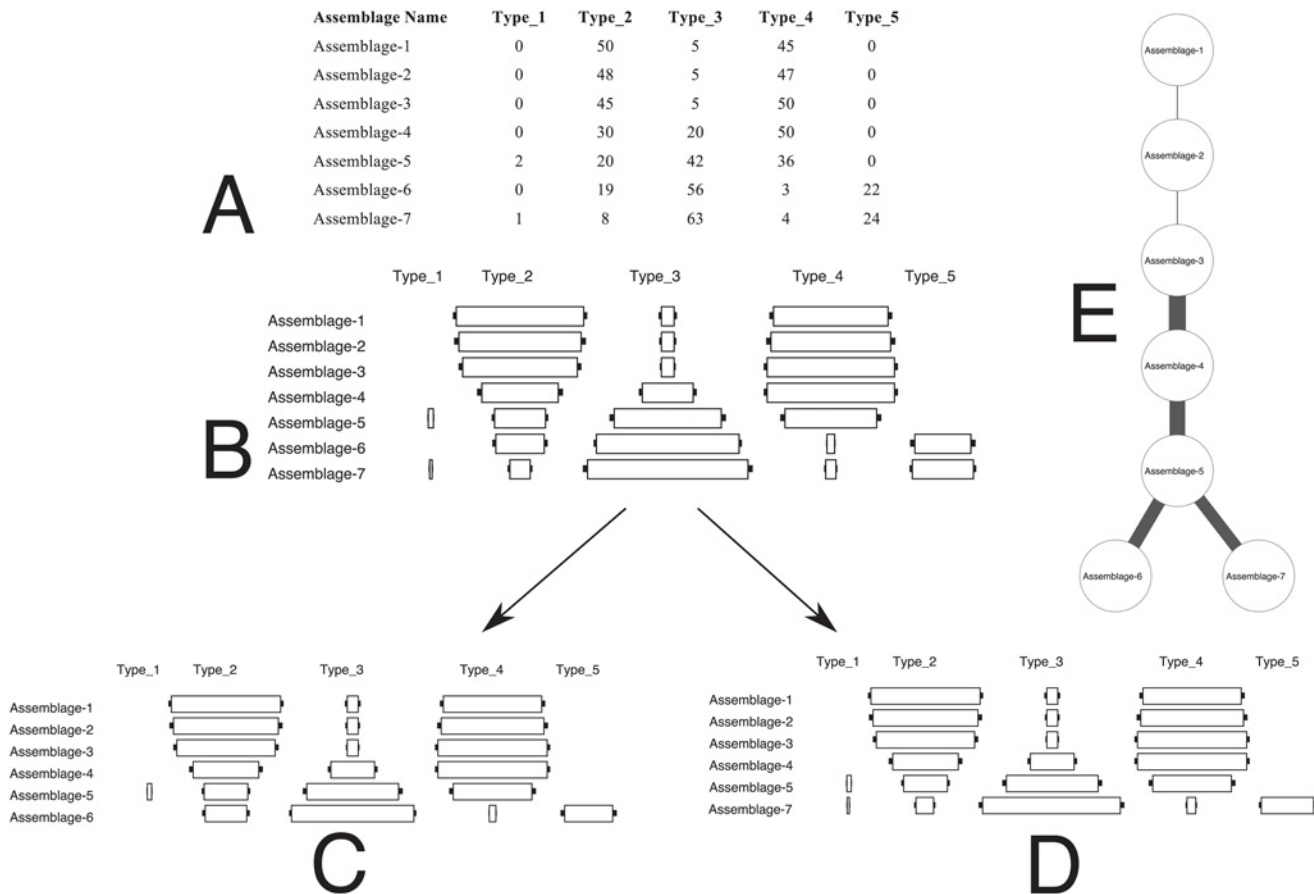 Assemblage Name Type_1 Type_2 Type_3 Type_4 Type_5
Assemblage-1 0 50 5 45 0
Assemblage-2 0 48 5 47 0
Assemblage-3 0 45 5 50 0
Assemblage-4 0 30 20 50 0
Assemblage-5 2 20 42 36 0
Assemblage-6 0 19 56 3 22
Assemblage-7 1 8 63 4 24
A
Type_1 Type_2 Type_3 Type_4 Type_5
Assemblage-1
Assemblage-2
Assemblage-3
Assemblage-4
Assemblage-5
Assemblage-6
Assemblage-7
B
Type_1 Type_2 Type_3 Type_4 Type_5
Assemblage-1
Assemblage-2
Assemblage-3
Assemblage-4
Assemblage-5
Assemblage-6
C
Type_1 Type_2 Type_3 Type_4 Type_5
Assemblage-1
Assemblage-2
Assemblage-3
Assemblage-4
Assemblage-5
Assemblage-7
D
Assemblage-1
Assemblage-2
Assemblage-3
E
Assemblage-4
Assemblage-5
Assemblage-6
Assemblage-7